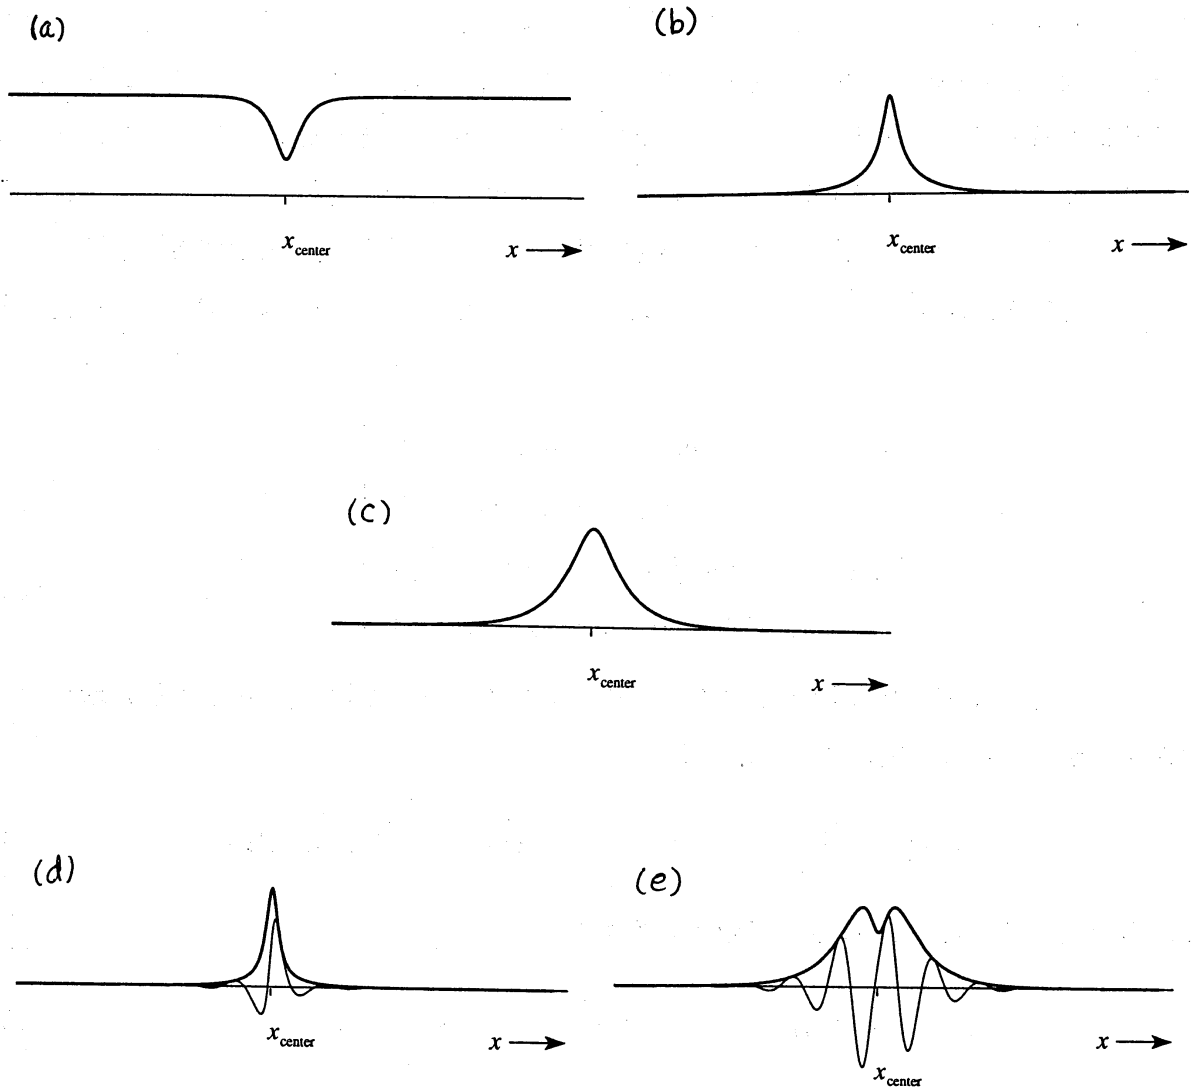 (a)
(b)
x_center
x →
x_center
x →
(c)
x_center
x →
(d)
(e)
x_center
x →
x_center
x →